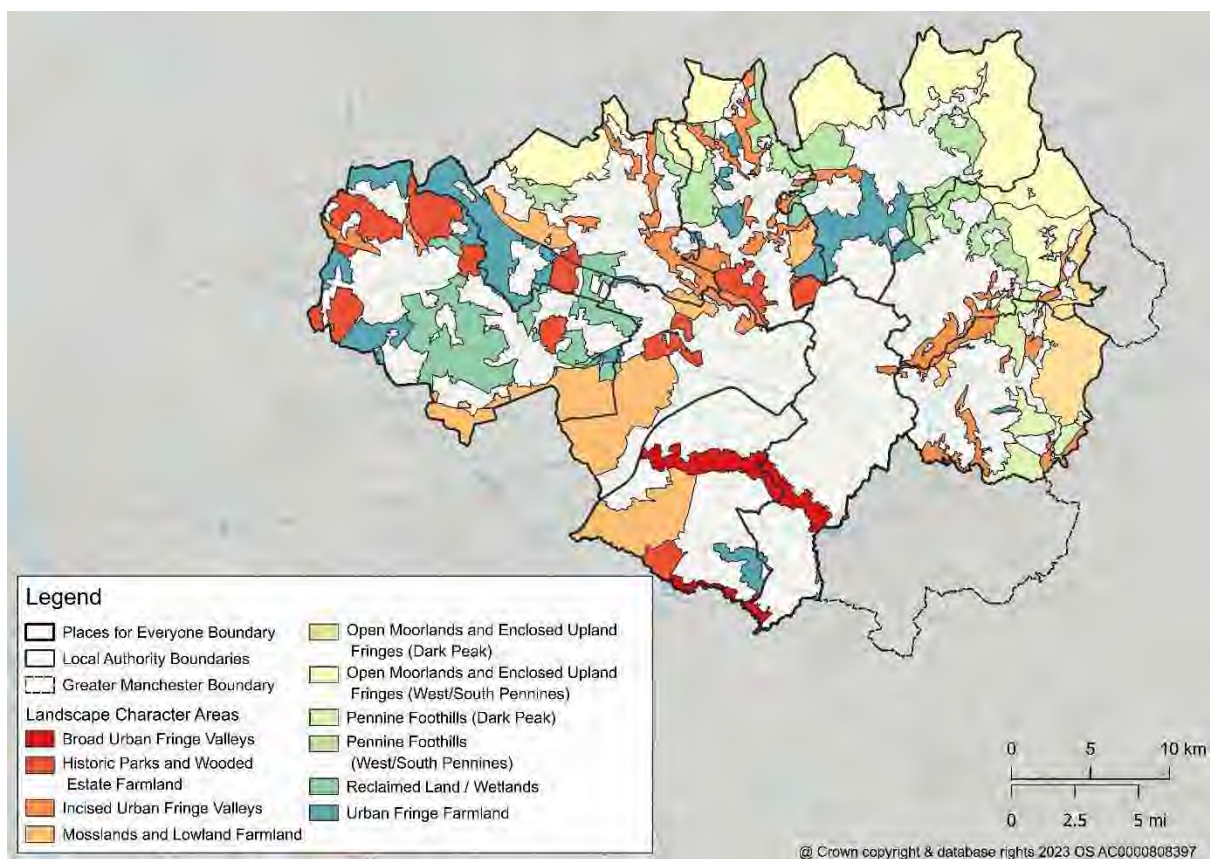 Legend
Places for Everyone Boundary
Local Authority Boundaries
Greater Manchester Boundary
Landscape Character Areas
Broad Urban Fringe Valleys
Historic Parks and Wooded
Estate Farmland
Incised Urban Fringe Valleys
Mosslands and Lowland Farmland
Open Moorlands and Enclosed Upland
Fringes (Dark Peak)
Open Moorlands and Enclosed Upland
Fringes (West/South Pennines)
Pennine Foothills (Dark Peak)
Pennine Foothills
(West/South Pennines)
Reclaimed Land / Wetlands
Urban Fringe Farmland
0 5 10 km
0 2.5 5 mi
@ Crown copyright & database rights 2023 OS AC0000808397